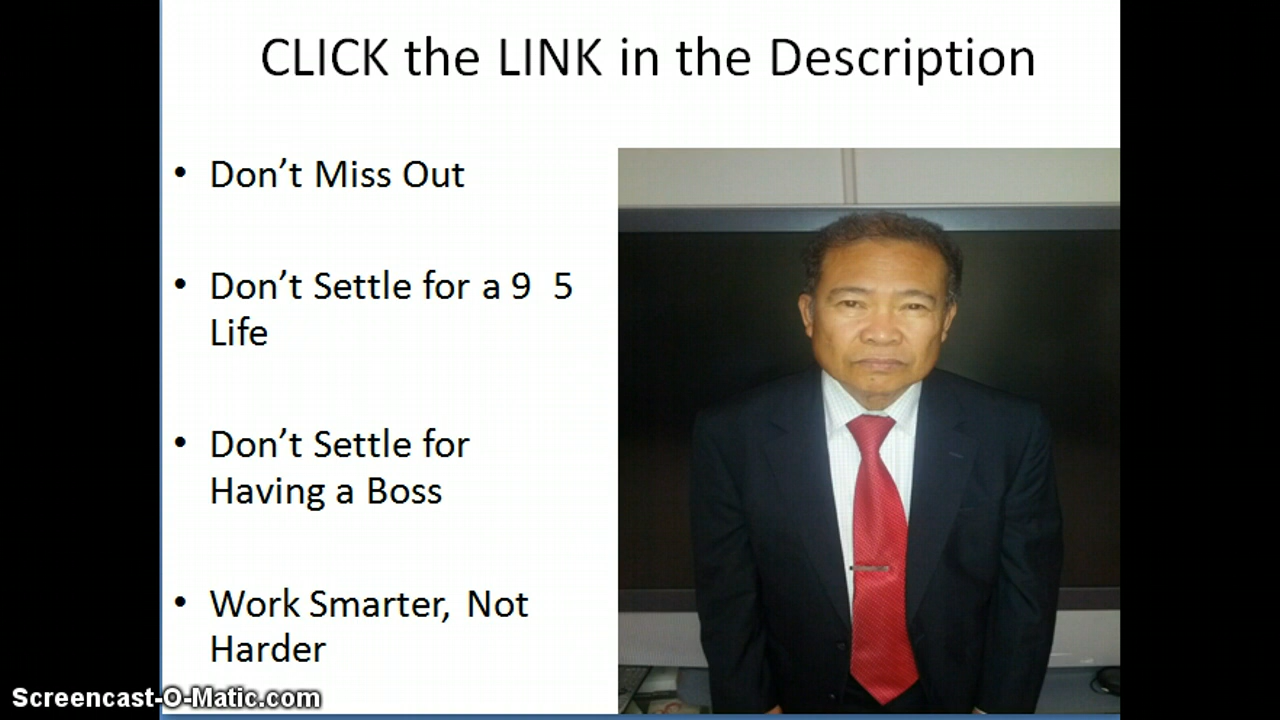 CLICK the LINK in the Description
• Don’t Miss Out
• Don’t Settle for a 9 5
Life
• Don’t Settle for
Having a Boss
• Work Smarter, Not
Harder
Screencast-O-Matic.com